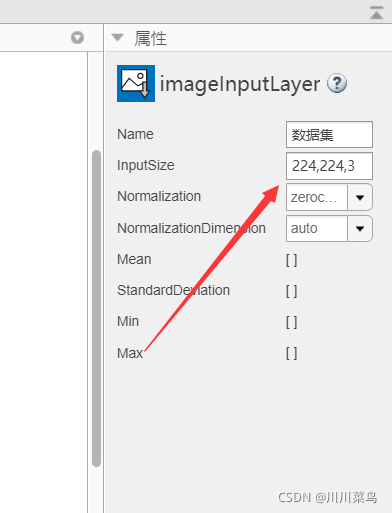 属性
imageInputLayer
Name 数据集
InputSize 224,224,3
Normalization zeroc...
NormalizationDimension auto
Mean [ ]
StandardDeviation [ ]
Min [ ]
Max [ ]
CSDN @川川菜鸟